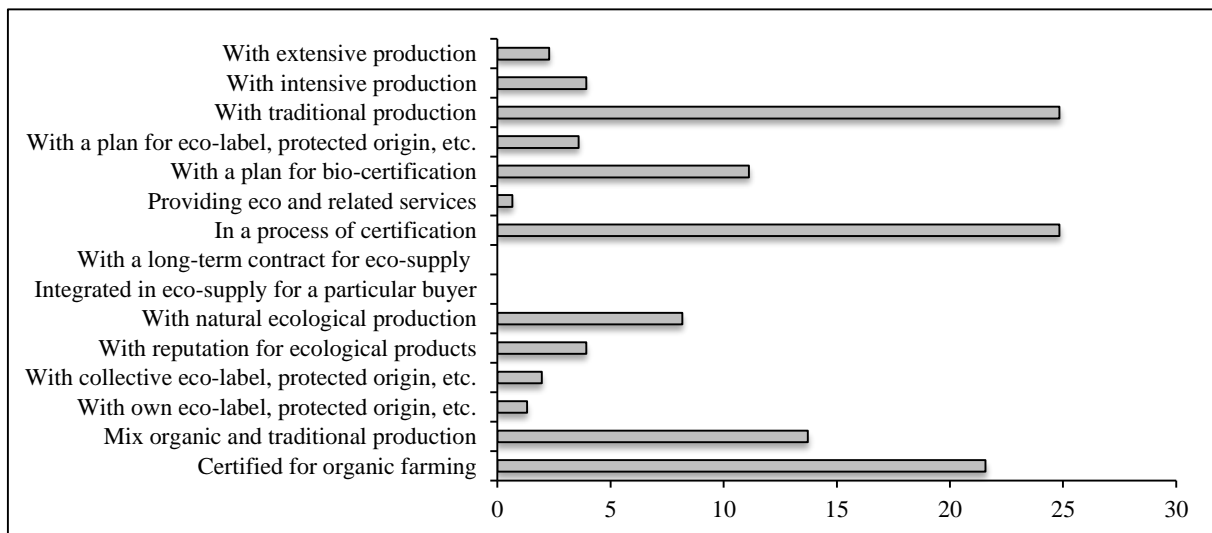 With extensive production
With intensive production
With traditional production
With a plan for eco-label, protected origin, etc.
With a plan for bio-certification
Providing eco and related services
In a process of certification
With a long-term contract for eco-supply
Integrated in eco-supply for a particular buyer
With natural ecological production
With reputation for ecological products
With collective eco-label, protected origin, etc.
With own eco-label, protected origin, etc.
Mix organic and traditional production
Certified for organic farming
0 5 10 15 20 25 30